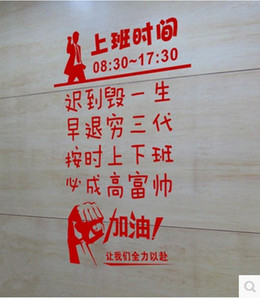 上班时间
08:30~17:30
迟到毁一生
早退穷三代
按时上下班
必成高富帅
加油!
让我们全力以赴